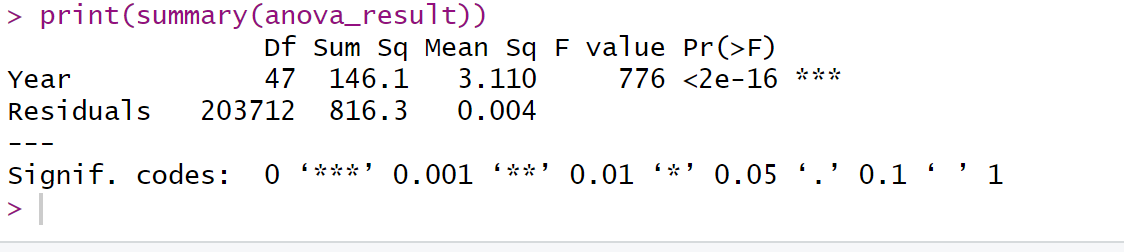 > print(summary(anova_result))
                Df Sum Sq Mean Sq F value Pr(>F)
Year            47  146.1   3.110     776 <2e-16 ***
Residuals   203712  816.3   0.004
---
Signif. codes:  0 ‘***’ 0.001 ‘**’ 0.01 ‘*’ 0.05 ‘.’ 0.1 ‘ ’ 1
>